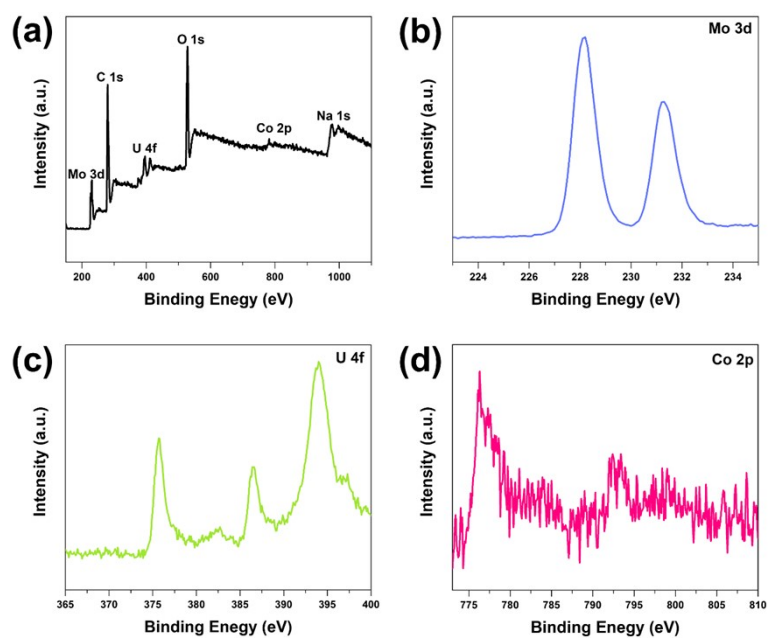 (a)
O 1s
C 1s
U 4f
Mo 3d
Co 2p
Na 1s
Intensity (a.u.)
200 400 600 800 1000
Binding Enegy (eV)
(b)
Mo 3d
Intensity (a.u.)
224 226 228 230 232 234
Binding Enegy (eV)
(c)
U 4f
Intensity (a.u.)
365 370 375 380 385 390 395 400
Binding Enegy (eV)
(d)
Co 2p
Intensity (a.u.)
775 780 785 790 795 800 805 810
Binding Enegy (eV)